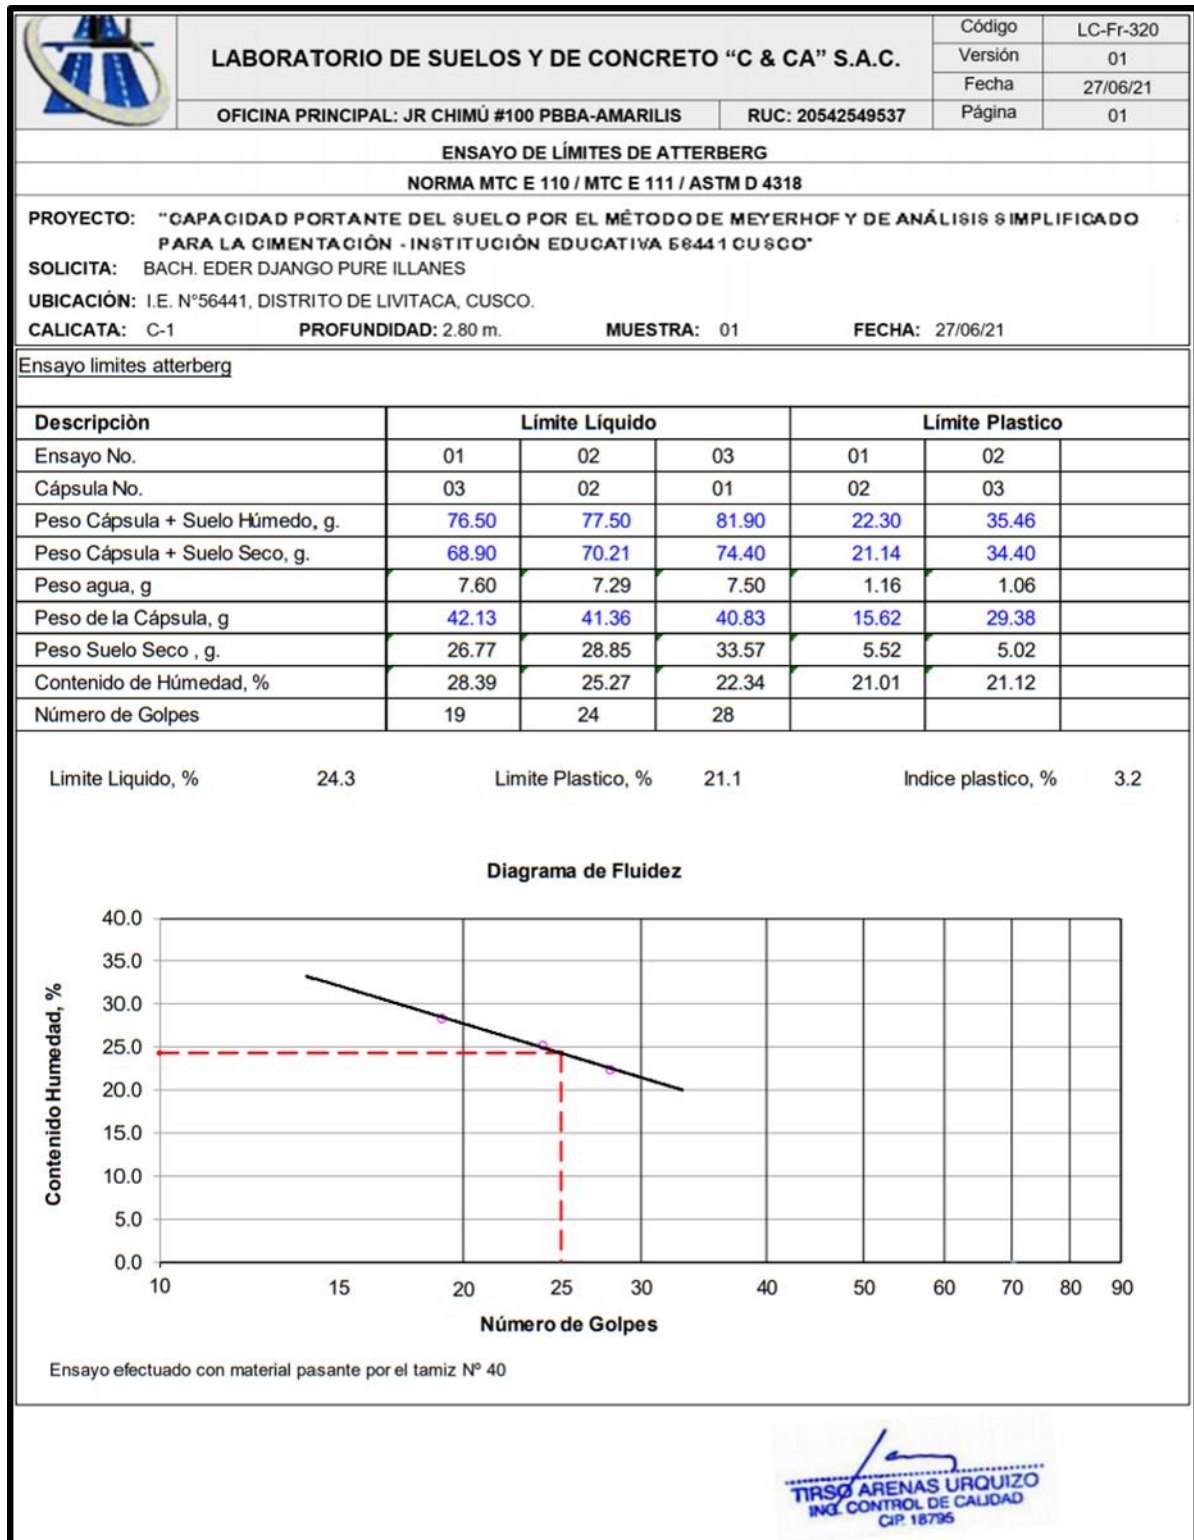 LABORATORIO DE SUELOS Y DE CONCRETO “C & CA” S.A.C.
Código LC-Fr-320
Versión 01
Fecha 27/06/21
OFICINA PRINCIPAL: JR CHIMÚ #100 PBBA-AMARILIS RUC: 20542549537 Página 01
ENSAYO DE LÍMITES DE ATTERBERG
NORMA MTC E 110 / MTC E 111 / ASTM D 4318
PROYECTO: "CAPACIDAD PORTANTE DEL SUELO POR EL MÉTODO DE MEYERHOF Y DE ANÁLISIS SIMPLIFICADO
PARA LA CIMENTACIÓN - INSTITUCIÓN EDUCATIVA 56441 CUSCO"
SOLICITA: BACH. EDER DJANGO PURE ILLANES
UBICACIÓN: I.E. N°56441, DISTRITO DE LIVITACA, CUSCO.
CALICATA: C-1 PROFUNDIDAD: 2.80 m. MUESTRA: 01 FECHA: 27/06/21
Ensayo limites atterberg
Descripciòn Límite Líquido Límite Plastico
Ensayo No. 01 02 03 01 02
Cápsula No. 03 02 01 02 03
Peso Cápsula + Suelo Húmedo, g. 76.50 77.50 81.90 22.30 35.46
Peso Cápsula + Suelo Seco, g. 68.90 70.21 74.40 21.14 34.40
Peso agua, g 7.60 7.29 7.50 1.16 1.06
Peso de la Cápsula, g 42.13 41.36 40.83 15.62 29.38
Peso Suelo Seco , g. 26.77 28.85 33.57 5.52 5.02
Contenido de Húmedad, % 28.39 25.27 22.34 21.01 21.12
Número de Golpes 19 24 28
Limite Liquido, % 24.3 Limite Plastico, % 21.1 Indice plastico, % 3.2
Diagrama de Fluidez
Contenido Humedad, %
40.0
35.0
30.0
25.0
20.0
15.0
10.0
5.0
0.0
10 15 20 25 30 40 50 60 70 80 90
Número de Golpes
Ensayo efectuado con material pasante por el tamiz Nº 40
TIRSO ARENAS URQUIZO
ING. CONTROL DE CALIDAD
CIP. 18795